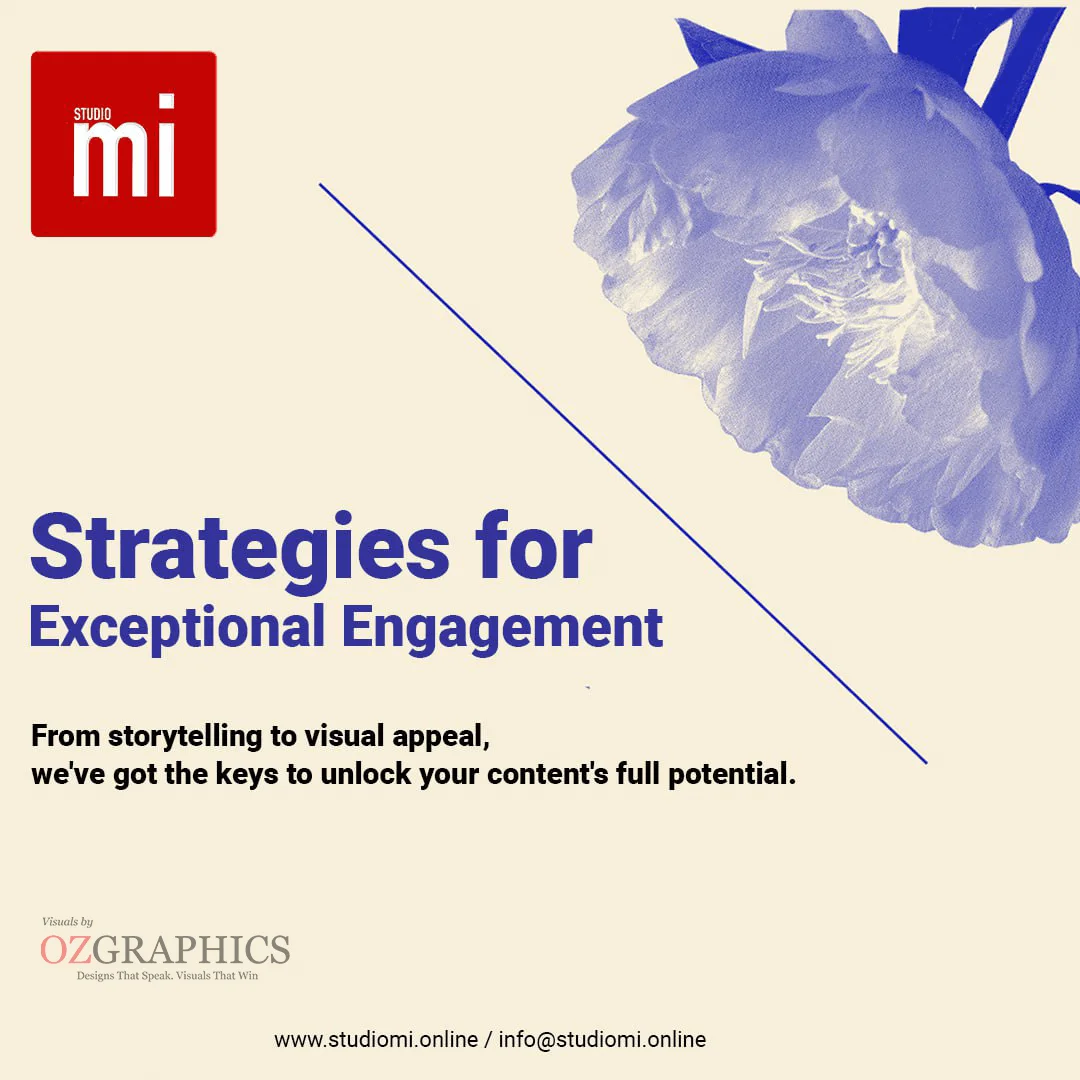 STUDIO
mi
Strategies for
Exceptional Engagement
From storytelling to visual appeal,
we've got the keys to unlock your content's full potential.
Visuals by
OZGRAPHICS
Designs That Speak. Visuals That Win
www.studiomi.online / info@studiomi.online